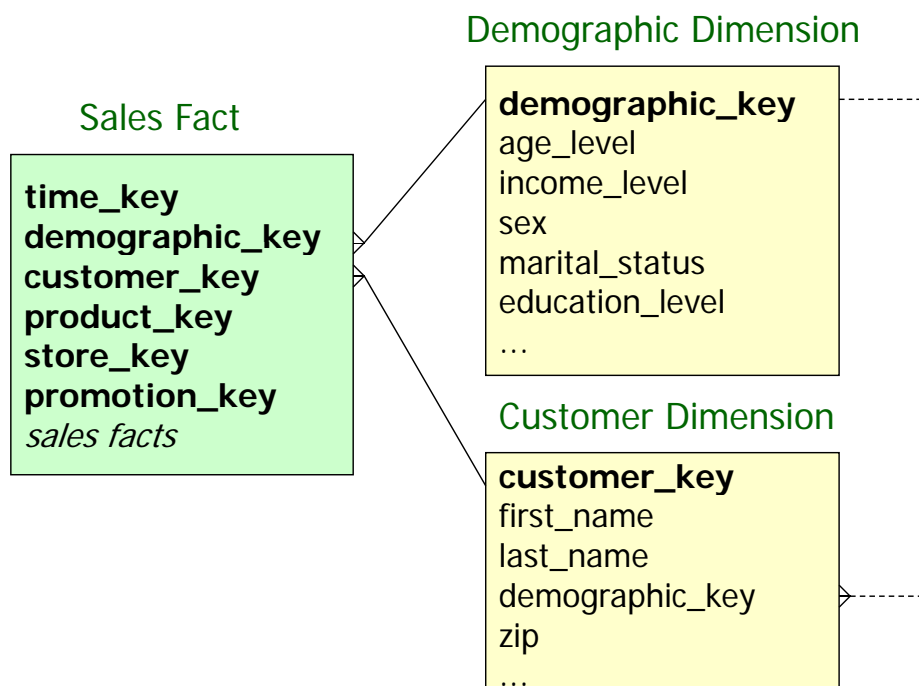 Sales Fact
time_key
demographic_key
customer_key
product_key
store_key
promotion_key
sales facts
Demographic Dimension
demographic_key
age_level
income_level
sex
marital_status
education_level
…
Customer Dimension
customer_key
first_name
last_name
demographic_key
zip
…